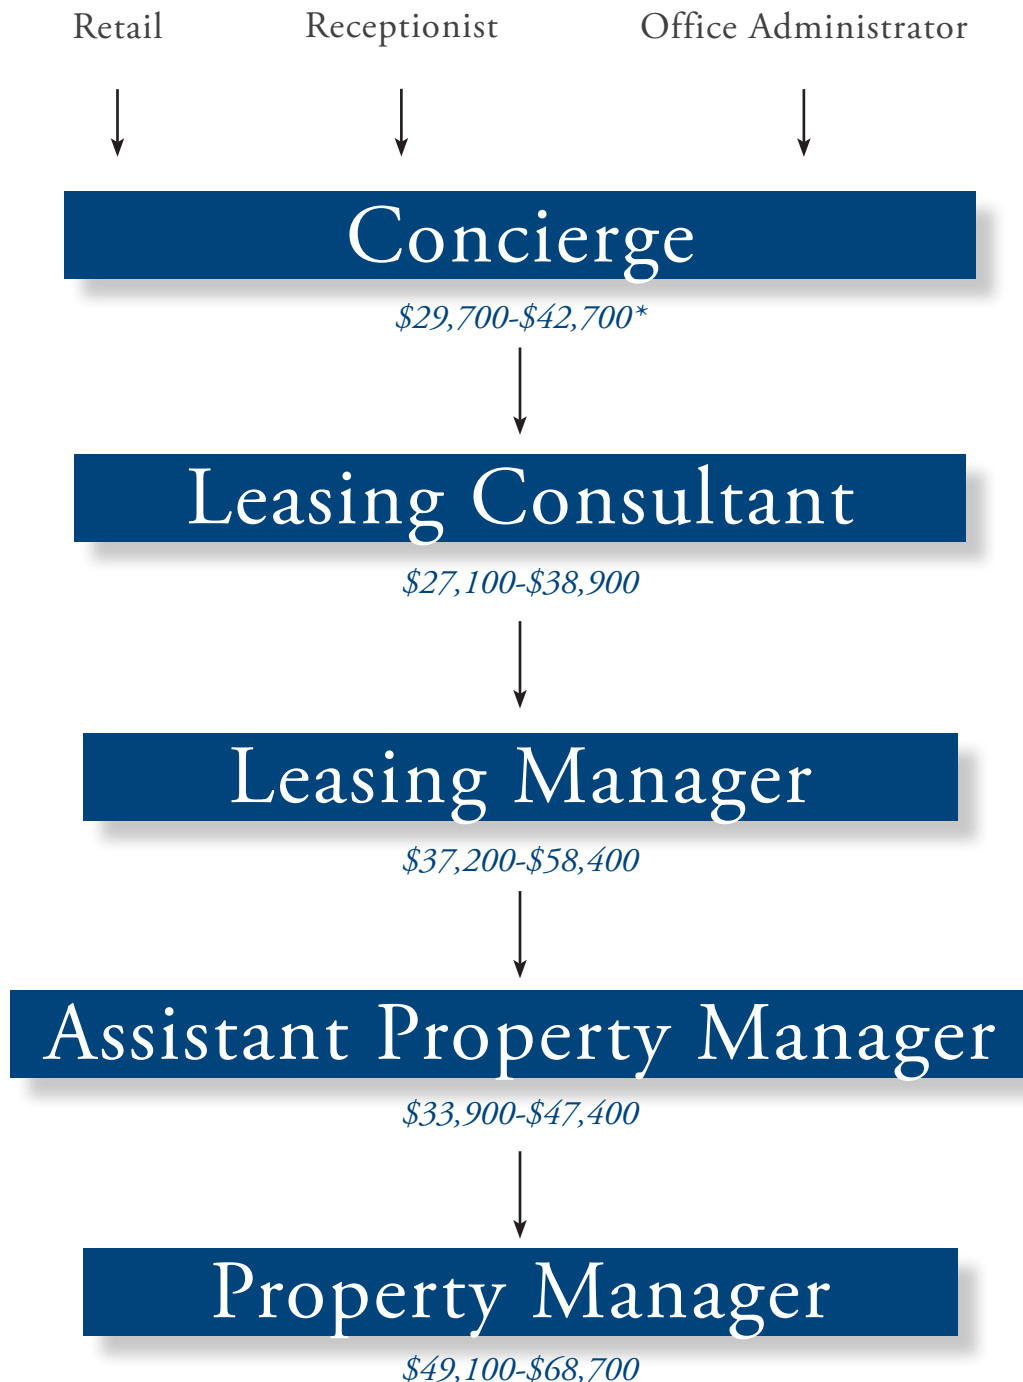 Retail Receptionist Office Administrator
Concierge
$29,700-$42,700*
Leasing Consultant
$27,100-$38,900
Leasing Manager
$37,200-$58,400
Assistant Property Manager
$33,900-$47,400
Property Manager
$49,100-$68,700